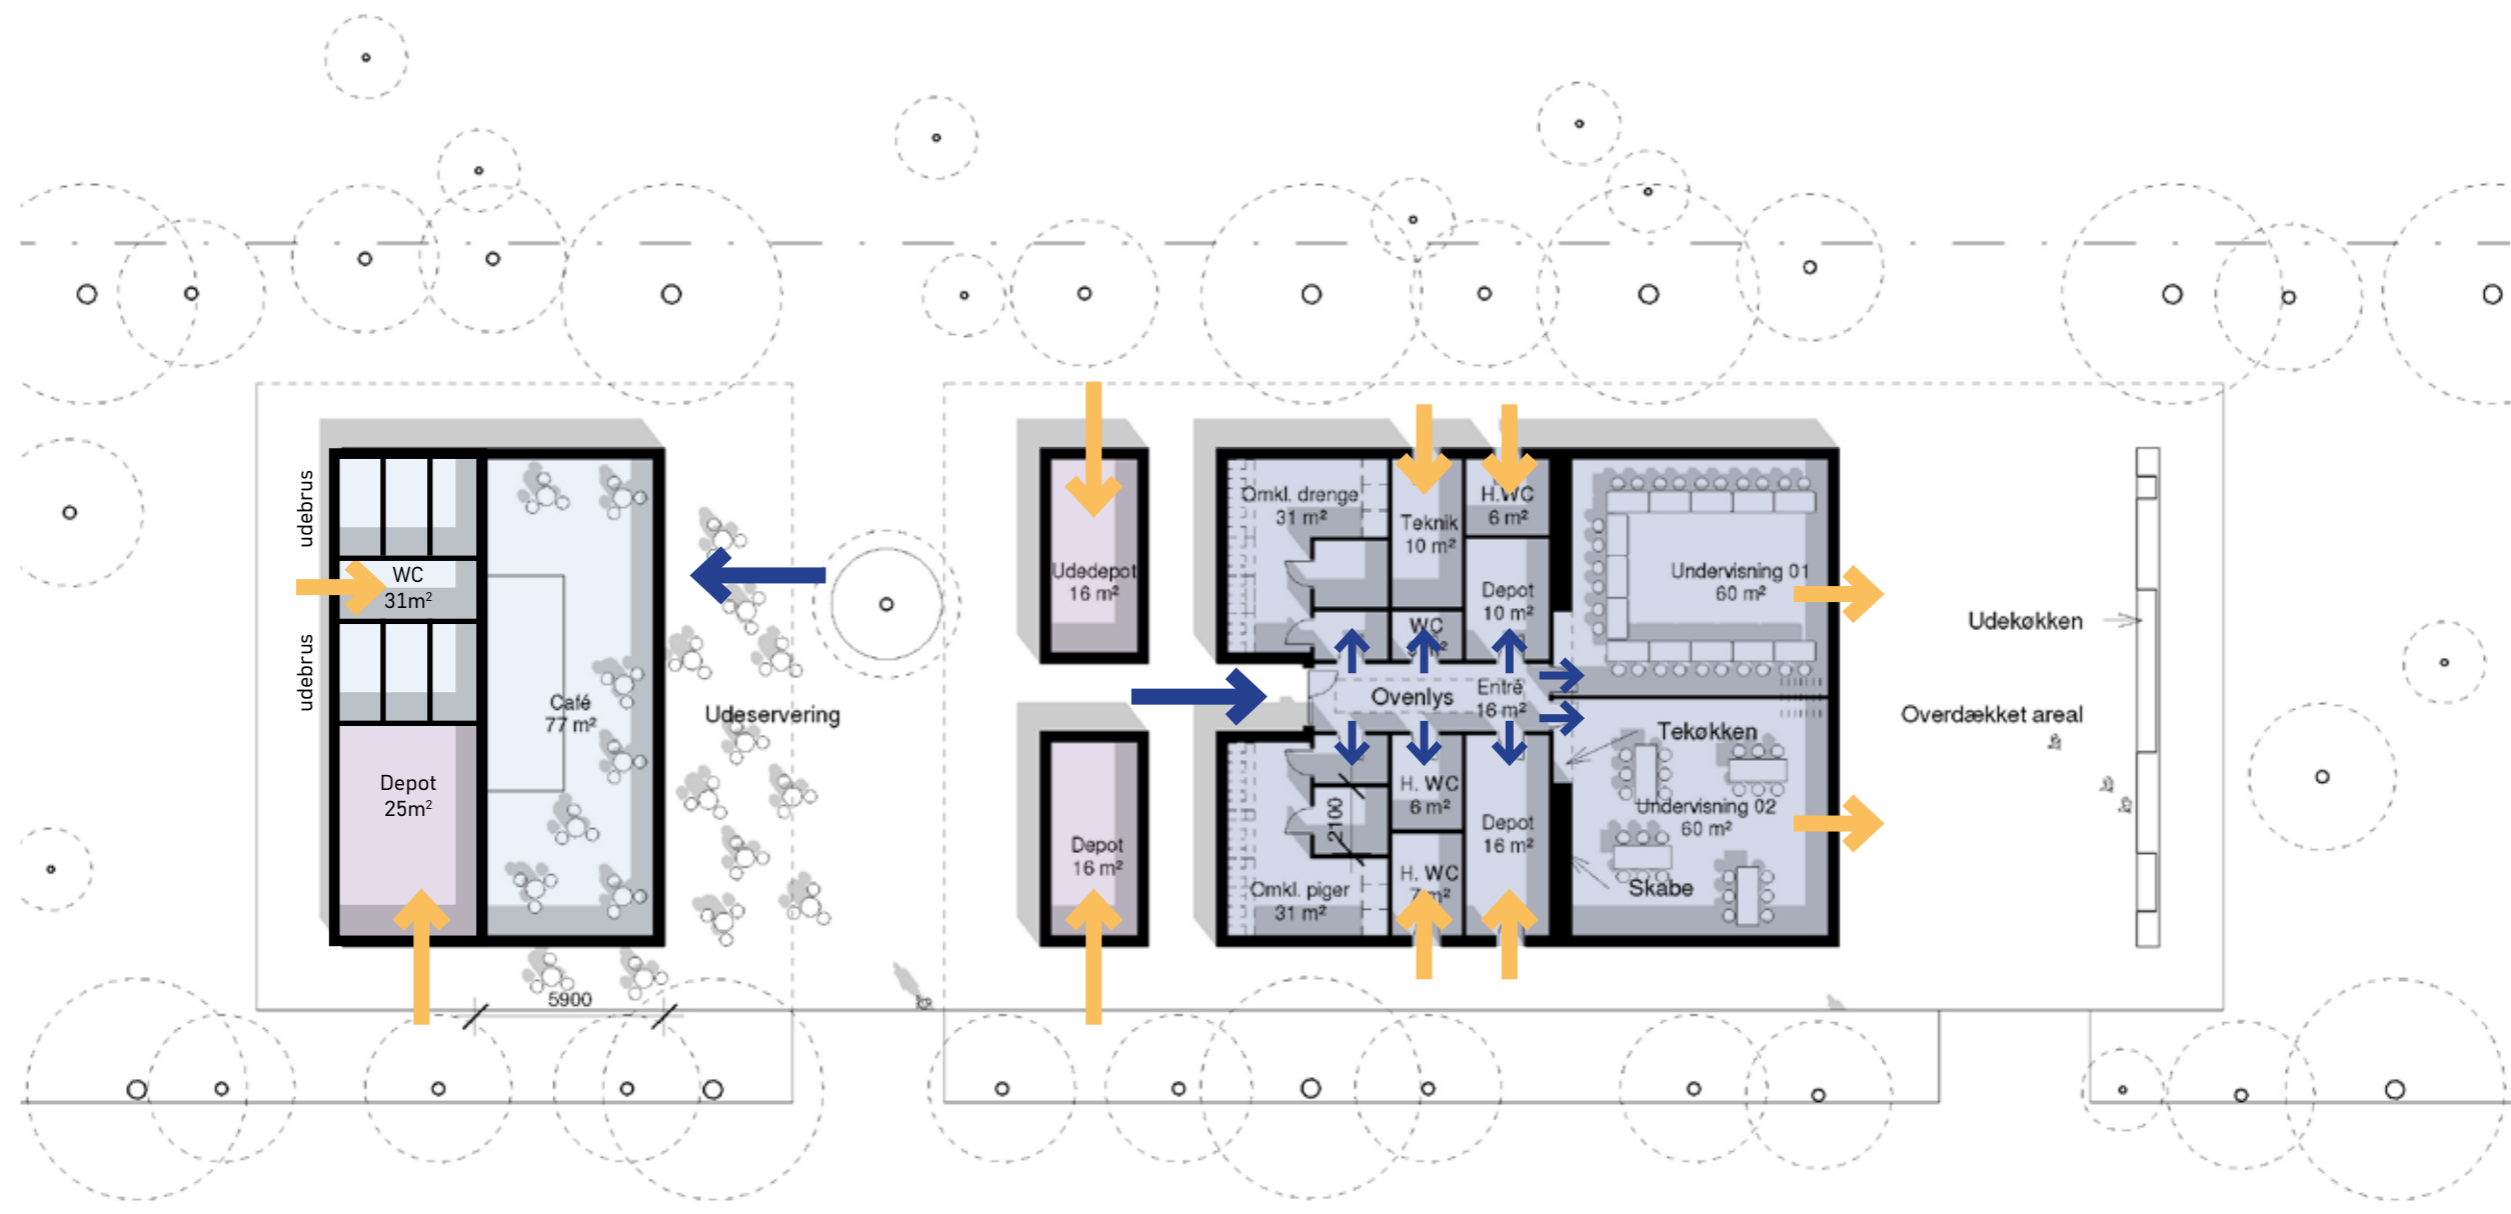 udebrus
WC
31m²
udebrus
Depot
25m²
Café
77 m²
5900
Udeservering
Udedepot
16 m²
Depot
16 m²
Omkl. drenge
31 m²
Teknik
10 m²
H.WC
6 m²
Depot
10 m²
WC
Ovenlys
Entré
16 m²
2100
H. WC
6 m²
Depot
16 m²
H. WC
7 m²
Omkl. piger
31 m²
Undervisning 01
60 m²
Tekøkken
Undervisning 02
60 m²
Skabe
Udekøkken
Overdækket areal